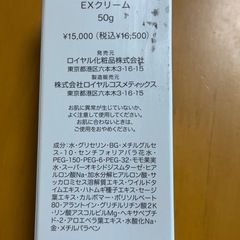 EXクリーム
50g
¥15,000（税込¥16,500）
発売元
ロイヤル化粧品株式会社
東京都港区六本木3-16-15
製造販売元
株式会社ロイヤルコスメティックス
東京都港区六本木3-16-15
お肌に異常が生じていないか、
よく注意して使用してください。
お肌に合わないときは、
ご使用をおやめください。
成分:水・グリセリン・BG・メチルグルセ
ス-10・センチフォリアバラ花水・
PEG-150・PEG-6・PEG-32・モモ果実
水・スーパーオキシドジスムターゼ・ヒアル
ロン酸Na・加水分解ヒアルロン酸・サ
ッカロミセス溶解質エキス・ワイルドタ
イムエキス・ハトムギ種子エキス・セージ
葉エキス・カルボマー・ポリソルベート
80・アラントイン・グリチルリチン酸2K
・リン酸アスコルビルMg・ヘキサペプチ
ド-2・アロエベラ葉エキス・水酸化Na・
メチルパラベン